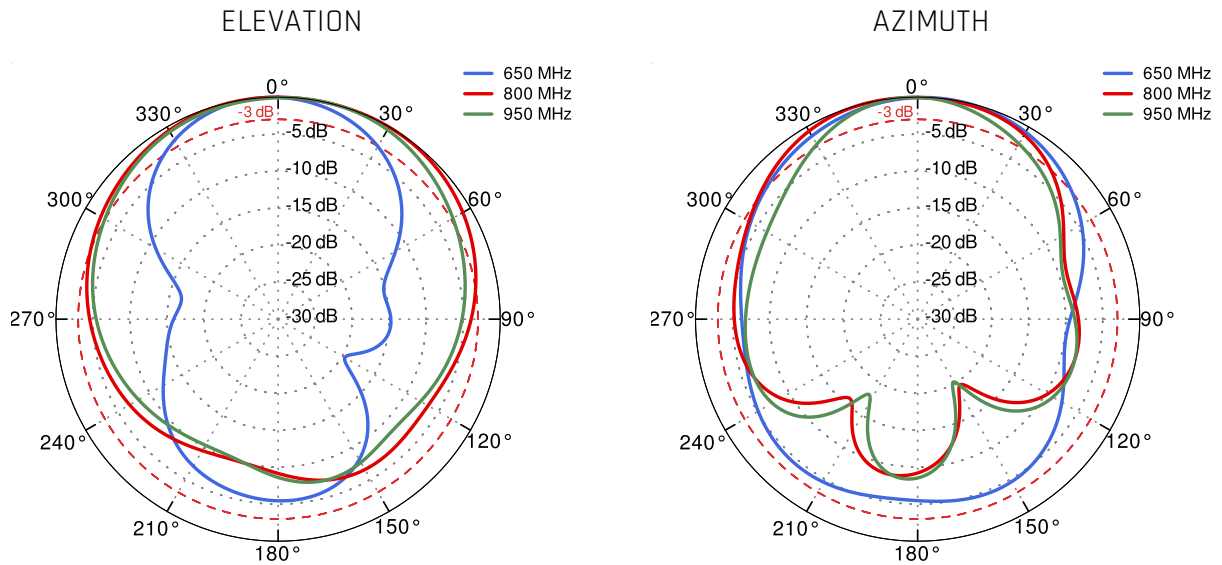 ELEVATION
650 MHz
800 MHz
950 MHz
0°
330°
-3 dB
30°
-5 dB
-10 dB
300°
60°
-15 dB
-20 dB
-25 dB
270°
-30 dB
90°
240°
120°
210°
150°
180°
AZIMUTH
650 MHz
800 MHz
950 MHz
0°
330°
-3 dB
30°
-5 dB
-10 dB
300°
60°
-15 dB
-20 dB
-25 dB
270°
-30 dB
90°
240°
120°
210°
150°
180°